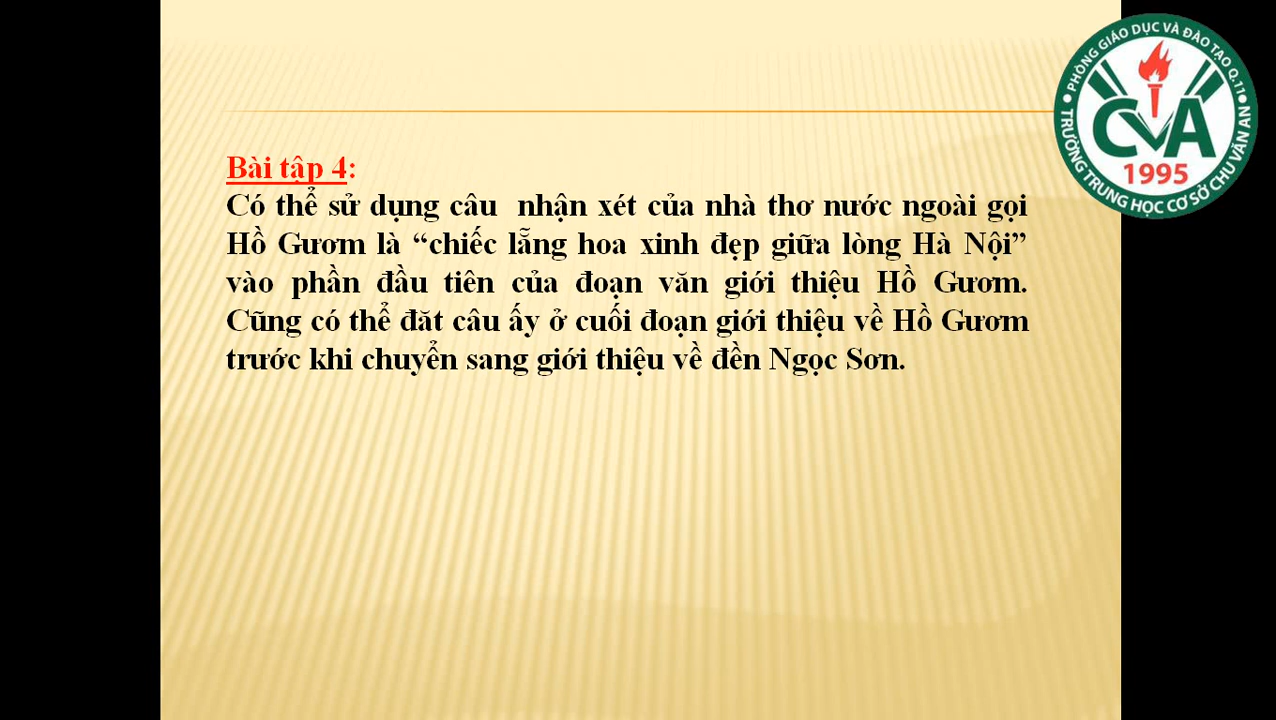 PHÒNG GIÁO DỤC VÀ ĐÀO TẠO Q.11
CVA
1995
TRƯỜNG TRUNG HỌC CƠ SỞ CHU VĂN AN
Bài tập 4:
Có thể sử dụng câu nhận xét của nhà thơ nước ngoài gọi
Hồ Gươm là “chiếc lẵng hoa xinh đẹp giữa lòng Hà Nội”
vào phần đầu tiên của đoạn văn giới thiệu Hồ Gươm.
Cũng có thể đăt câu ấy ở cuối đoạn giới thiệu về Hồ Gươm
trước khi chuyển sang giới thiệu về đền Ngọc Sơn.